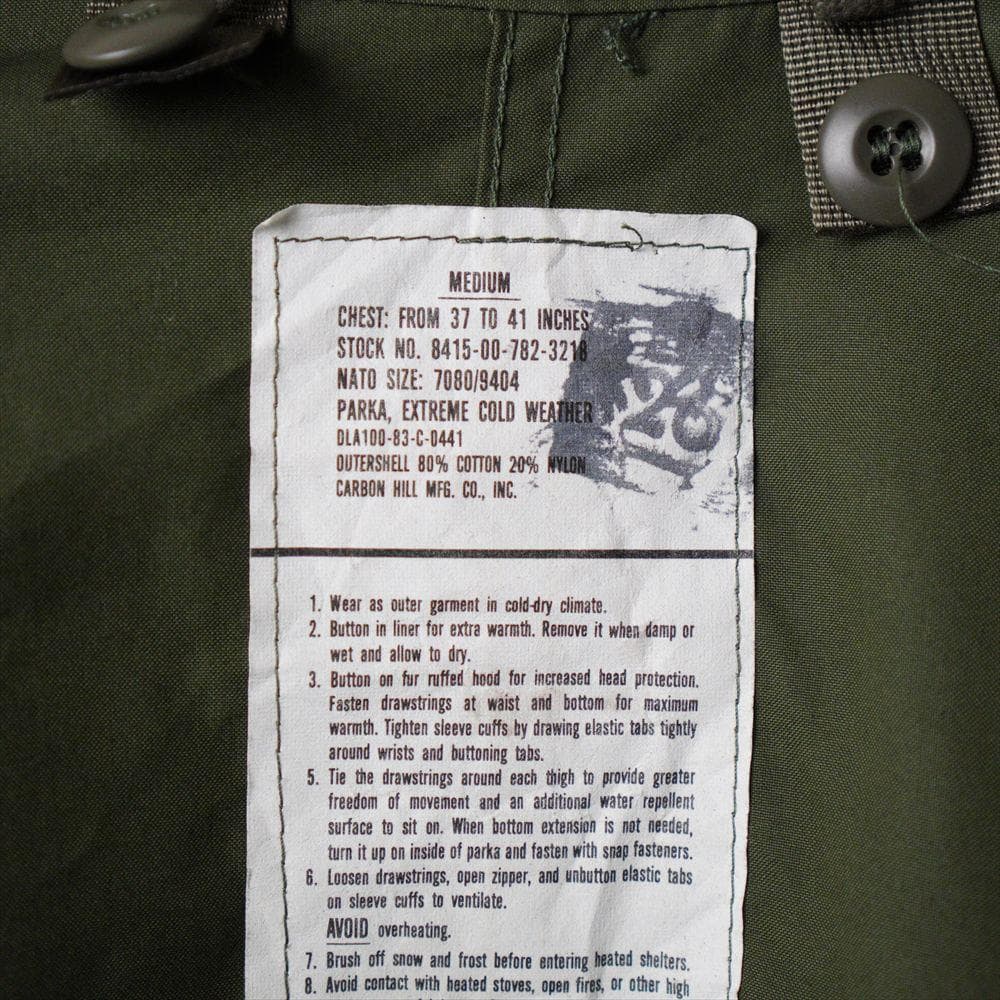 MEDIUM
CHEST: FROM 37 TO 41 INCHES
STOCK NO. 8415-00-782-3218
NATO SIZE: 7080/9404
PARKA, EXTREME COLD WEATHER
DLA100-83-C-0441
OUTERSHELL 80% COTTON 20% NYLON
CARBON HILL MFG. CO., INC.
1. Wear as outer garment in cold-dry climate.
2. Button in liner for extra warmth. Remove it when damp or
wet and allow to dry.
3. Button on fur ruffed hood for increased head protection.
Fasten drawstrings at waist and bottom for maximum
warmth. Tighten sleeve cuffs by drawing elastic tabs tightly
around wrists and buttoning tabs.
5. Tie the drawstrings around each thigh to provide greater
freedom of movement and an additional water repellent
surface to sit on. When bottom extension is not needed,
turn it up on inside of parka and fasten with snap fasteners.
6. Loosen drawstrings, open zipper, and unbutton elastic tabs
on sleeve cuffs to ventilate.
AVOID overheating.
7. Brush off snow and frost before entering heated shelters.
8. Avoid contact with heated stoves, open fires, or other high